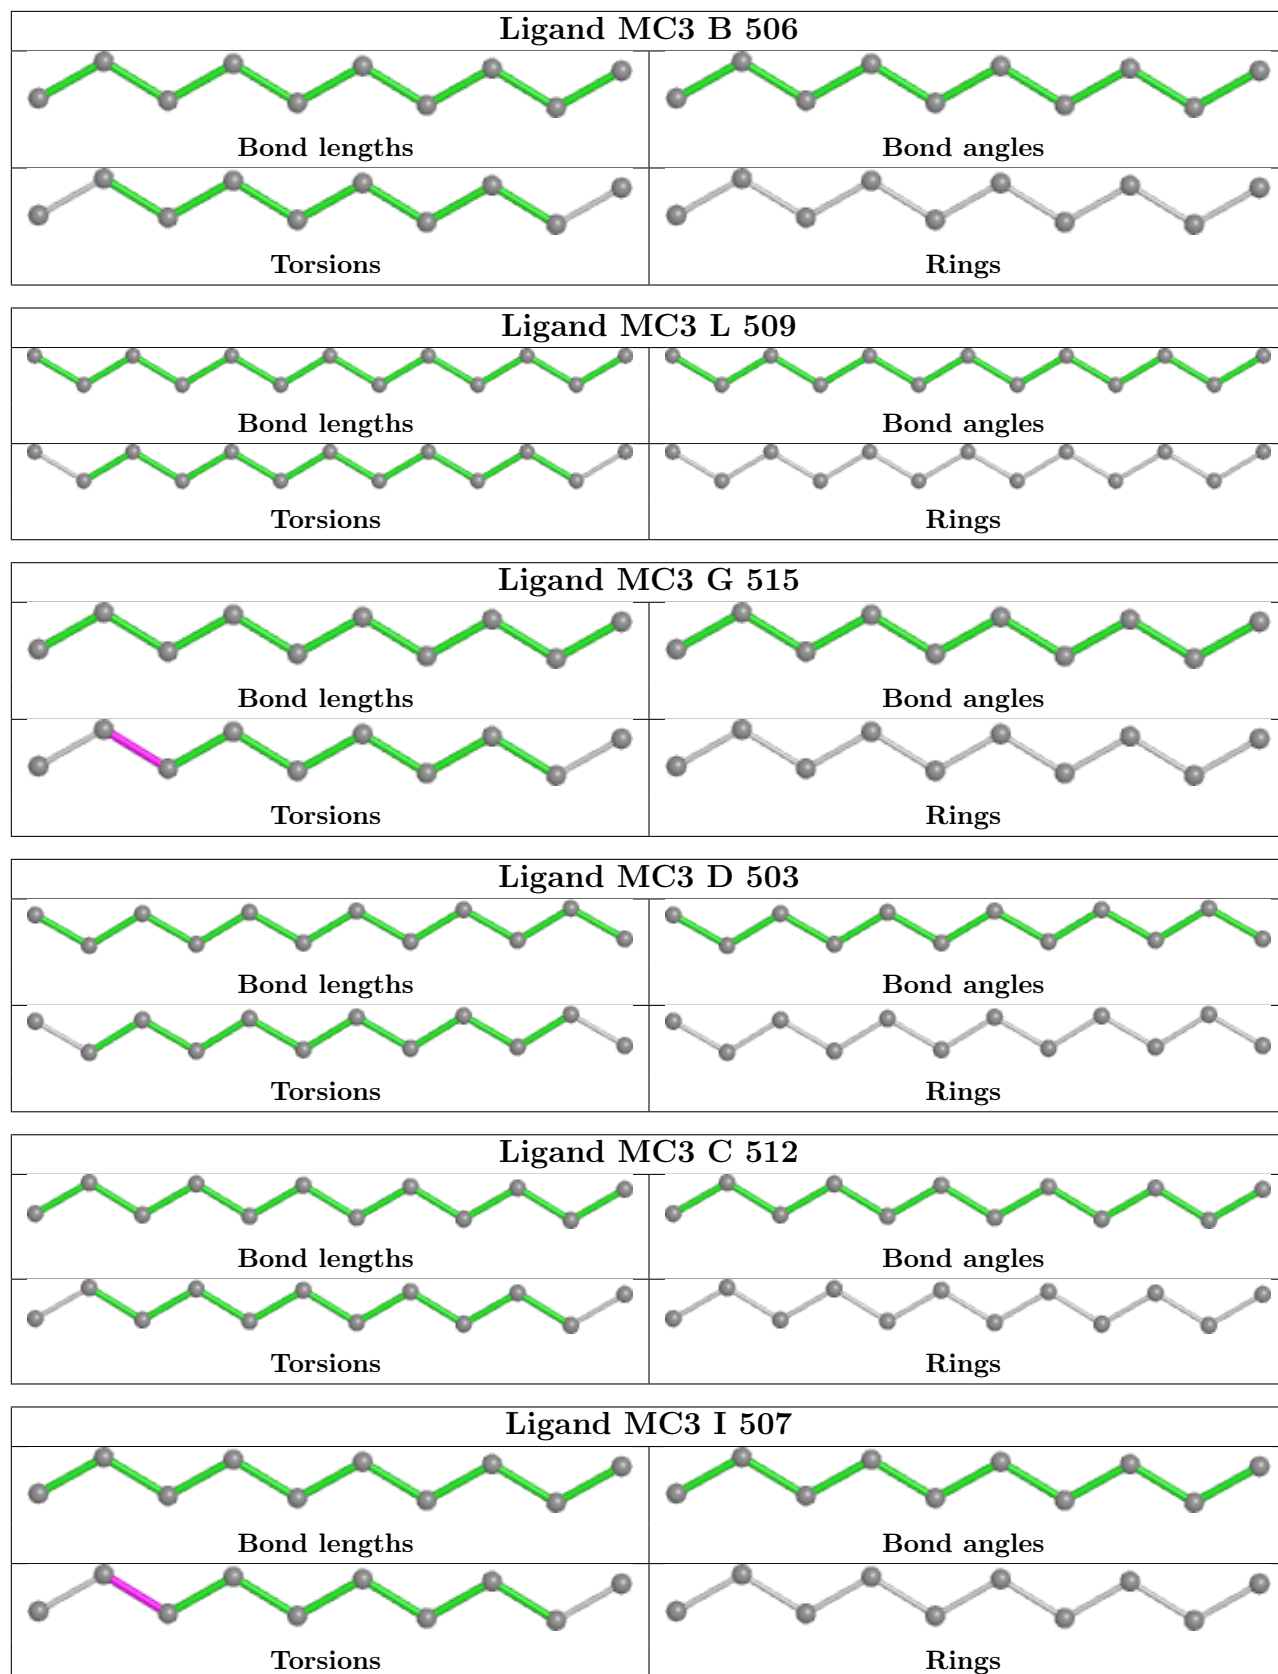 Ligand MC3 B 506
Bond lengths Bond angles
Torsions Rings
Ligand MC3 L 509
Bond lengths Bond angles
Torsions Rings
Ligand MC3 G 515
Bond lengths Bond angles
Torsions Rings
Ligand MC3 D 503
Bond lengths Bond angles
Torsions Rings
Ligand MC3 C 512
Bond lengths Bond angles
Torsions Rings
Ligand MC3 I 507
Bond lengths Bond angles
Torsions Rings